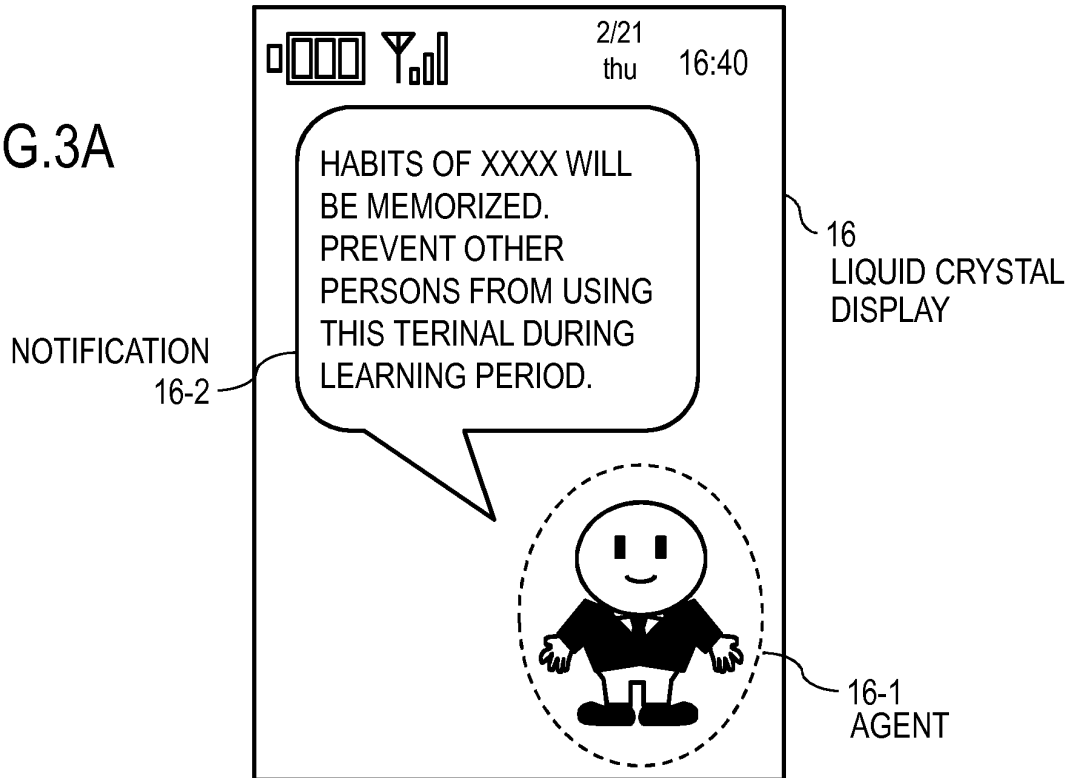 G.3A
2/21
thu
16:40
HABITS OF XXXX WILL
BE MEMORIZED.
PREVENT OTHER
PERSONS FROM USING
THIS TERINAL DURING
LEARNING PERIOD.
NOTIFICATION
16-2
16
LIQUID CRYSTAL
DISPLAY
16-1
AGENT